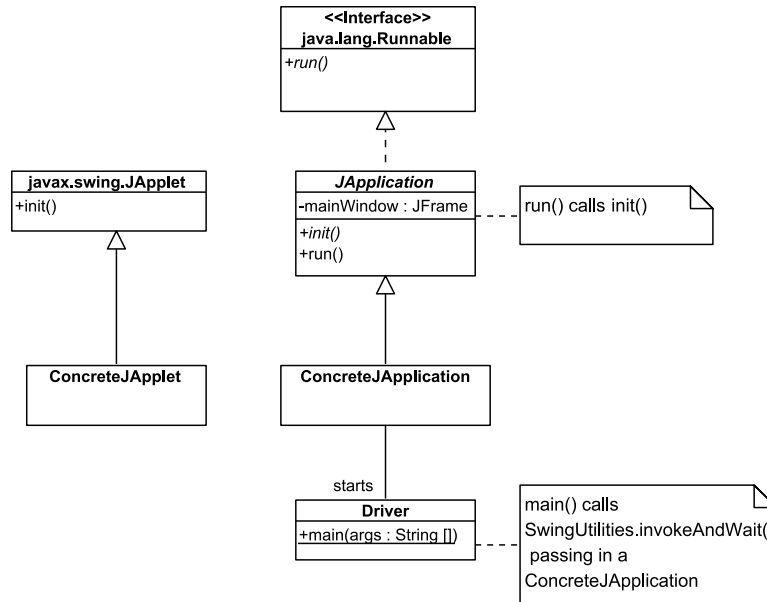 <<Interface>>
java.lang.Runnable
+run()
javax.swing.JApplet
+init()
JApplication
-mainWindow : JFrame
+init()
+run()
run() calls init()
ConcreteJApplet
ConcreteJApplication
starts
Driver
+main(args : String [])
main() calls
SwingUtilities.invokeAndWait(
passing in a
ConcreteJApplication